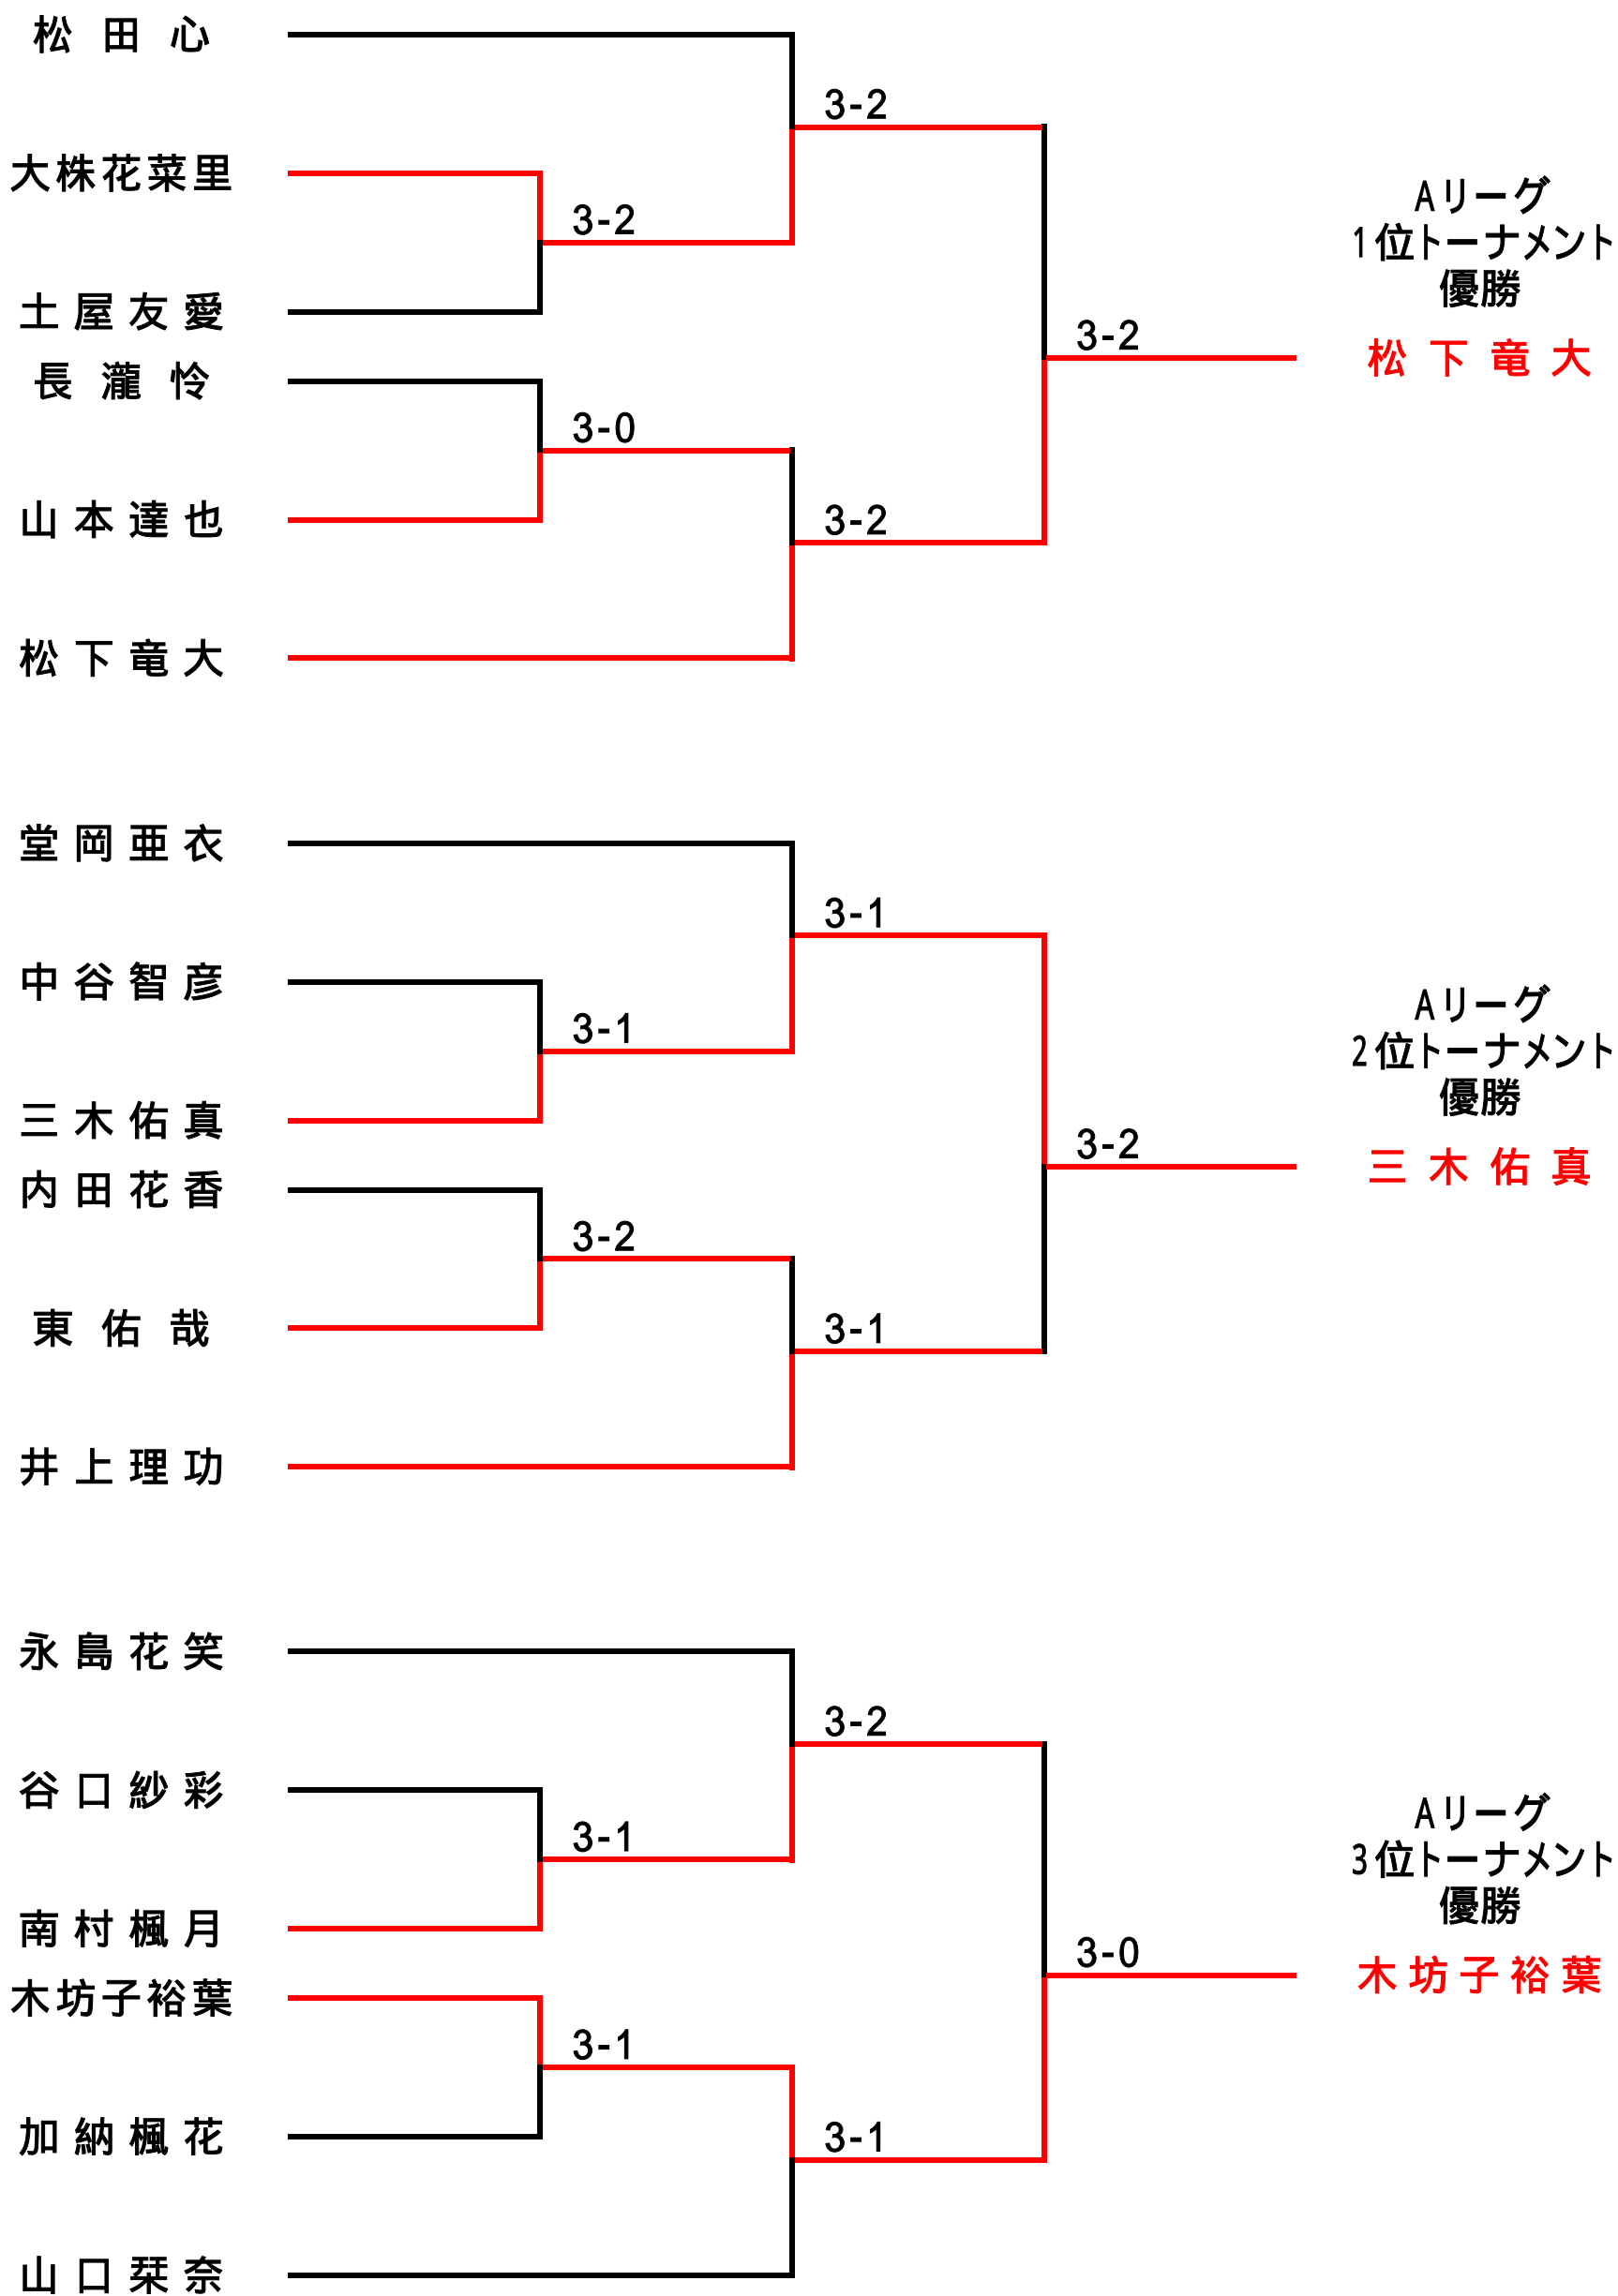 松田心
3-2
大株花菜里
Aリーグ
3-2
1位トーナメント
土屋友愛
優勝
3-2
長瀧怜
松下竜大
3-0
山本達也
3-2
松下竜大
堂岡亜衣
3-1
中谷智彦
Aリーグ
3-1
2位トーナメント
三木佑真
優勝
3-2
内田花香
三木佑真
3-2
東佑哉
3-1
井上理功
永島花笑
3-2
谷口紗彩
Aリーグ
3-1
3位トーナメント
南村楓月
優勝
3-0
木坊子裕葉
木坊子裕葉
3-1
加納楓花
3-1
山口栞奈